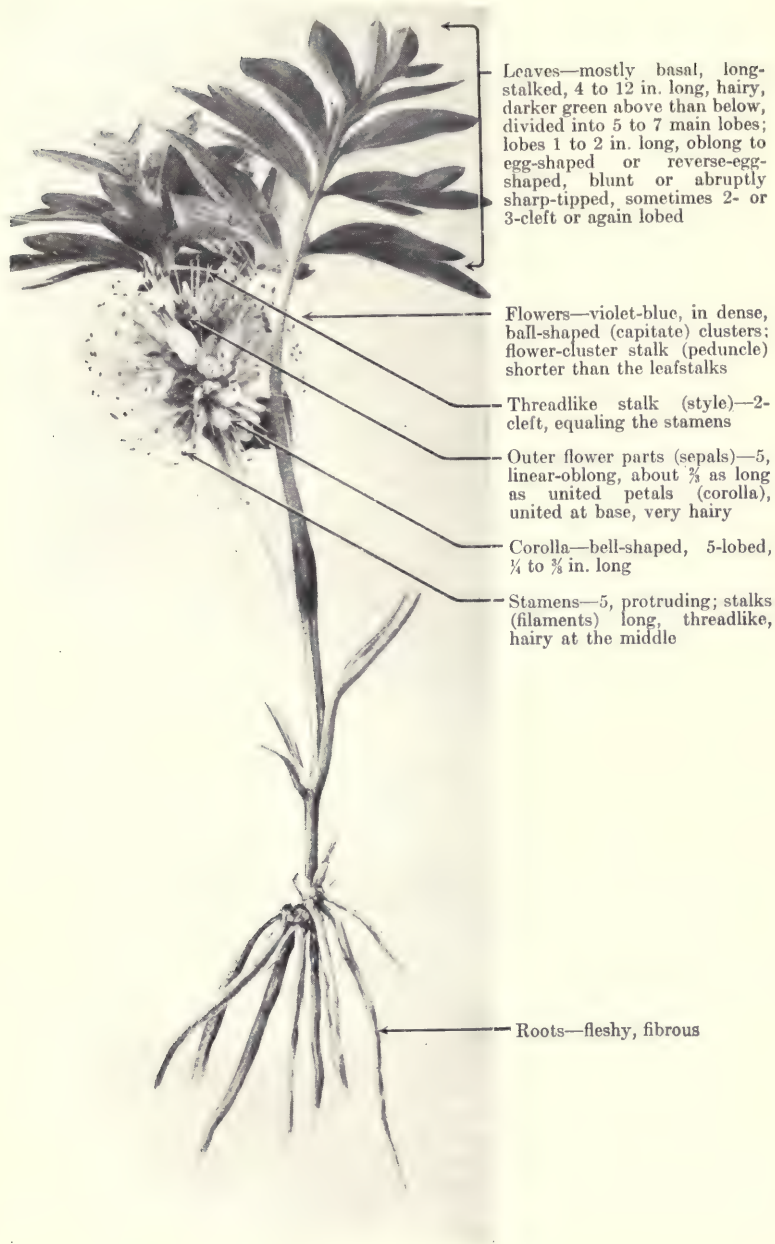 Leaves—mostly basal, long-
stalked, 4 to 12 in. long, hairy,
darker green above than below,
divided into 5 to 7 main lobes;
lobes 1 to 2 in. long, oblong to
egg-shaped or reverse-egg-
shaped, blunt or abruptly
sharp-tipped, sometimes 2- or
3-cleft or again lobed
Flowers—violet-blue, in dense,
ball-shaped (capitate) clusters;
flower-cluster stalk (peduncle)
shorter than the leafstalks
Threadlike stalk (style)—2-
cleft, equaling the stamens
Outer flower parts (sepals)—5,
linear-oblong, about ⅔ as long
as united petals (corolla),
united at base, very hairy
Corolla—bell-shaped, 5-lobed,
¼ to ⅜ in. long
Stamens—5, protruding; stalks
(filaments) long, threadlike,
hairy at the middle
Roots—fleshy, fibrous